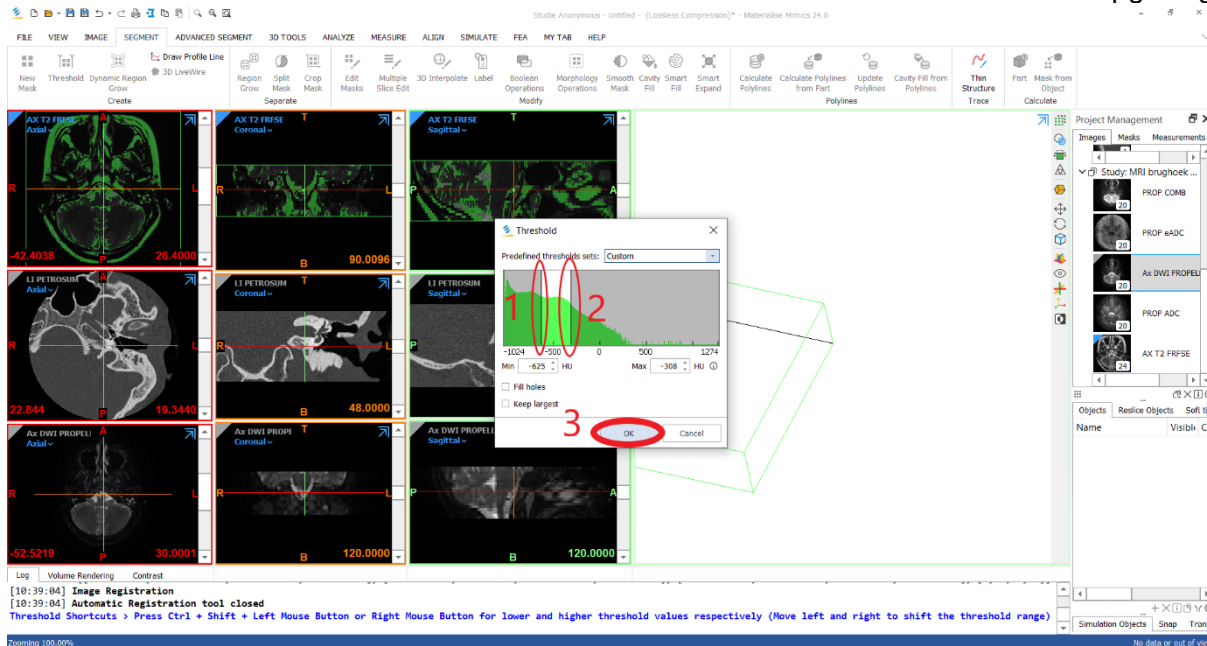 Studie Anonymous - Untitled - (Lossless Compression)* - Materialise Mimics 24.0
FILE VIEW IMAGE SEGMENT ADVANCED SEGMENT 3D TOOLS ANALYZE MEASURE ALIGN SIMULATE FEA MY TAB HELP
Draw Profile Line
3D LiveWire
New Mask
Threshold
Dynamic Region Grow
Region Grow
Split Mask
Crop Mask
Edit Masks
Multiple Slice Edit
3D Interpolate
Label
Boolean Operations
Morphology Operations
Smooth Mask
Cavity Fill
Smart Fill
Smart Expand
Calculate Polylines
Calculate Polylines from Part
Update Polylines
Cavity Fill from Polylines
Thin Structure
Part
Mask from Object
Create Separate Modify Polylines Trace Calculate
AX T2 FRFSE
Axial
A
R
L
P
-42.4038
26.4000
AX T2 FRFSE
Coronal
T
R
L
B
90.0096
AX T2 FRFSE
Sagittal
T
P
A
LI PETROSUM
Axial
A
R
L
P
22.844
19.3440
LI PETROSUM
Coronal
T
R
L
B
48.0000
LI PETROSUM
Sagittal
P
Ax DWI PROPELI
Axial
A
R
L
P
-52.5219
30.0001
Ax DWI PROPE
Coronal
T
R
L
B
120.0000
Ax DWI PROPELL
Sagittal
P
A
B
120.0000
Threshold
Predefined thresholds sets: Custom
1 2
-1024 -500 0 500 1274
Min -625 HU Max -308 HU
Fill holes
Keep largest
3
OK Cancel
Project Management
Images Masks Measurements
Study: MRI brughoek ...
PROP COMB
20
PROP eADC
20
Ax DWI PROPEL
20
PROP ADC
20
AX T2 FRFSE
24
Objects Reslice Objects Soft ti
Name Visibl C
Log Volume Rendering Contrast
[10:39:04] Image Registration
[10:39:04] Automatic Registration tool closed
Threshold Shortcuts > Press Ctrl + Shift + Left Mouse Button or Right Mouse Button for lower and higher threshold values respectively (Move left and right to shift the threshold range)
Simulation Objects Snap Tran
Zooming 100.00%
No data or out of vie